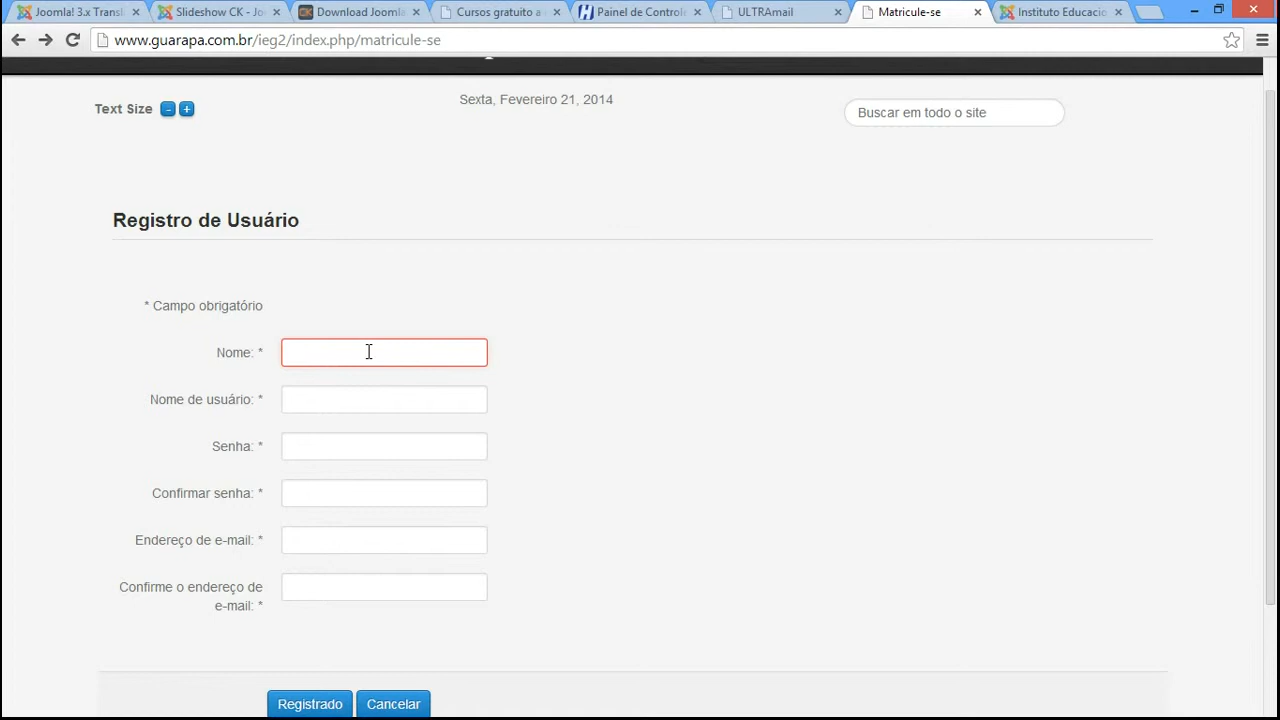 Joomla! 3.x Transl
Slideshow CK - Jo
CK Download Joomla
Cursos gratuito a
H Painel de Controle
ULTRAmail
Matricule-se
Instituto Educacio
www.guarapa.com.br/ieg2/index.php/matricule-se
Text Size - +
Sexta, Fevereiro 21, 2014
Buscar em todo o site
Registro de Usuário
* Campo obrigatório
Nome: *
Nome de usuário: *
Senha: *
Confirmar senha: *
Endereço de e-mail: *
Confirme o endereço de
e-mail: *
Registrado
Cancelar